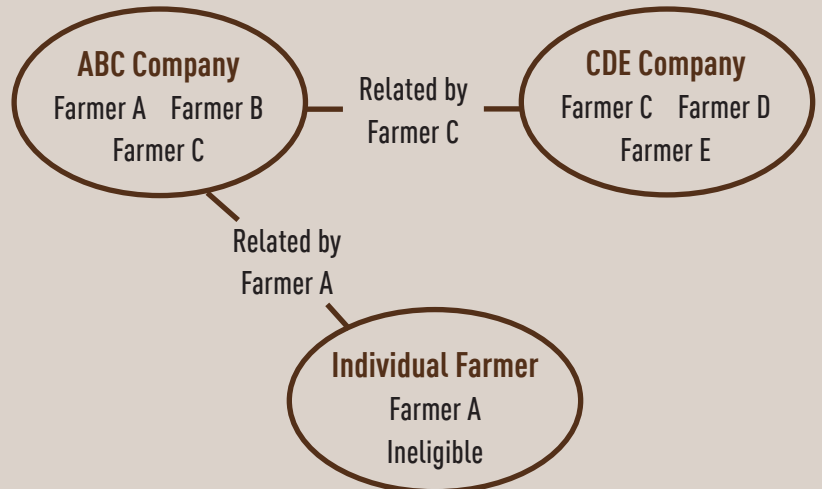 ABC Company
Farmer A Farmer B
Farmer C
Related by
Farmer C
CDE Company
Farmer C Farmer D
Farmer E
Related by
Farmer A
Individual Farmer
Farmer A
Ineligible